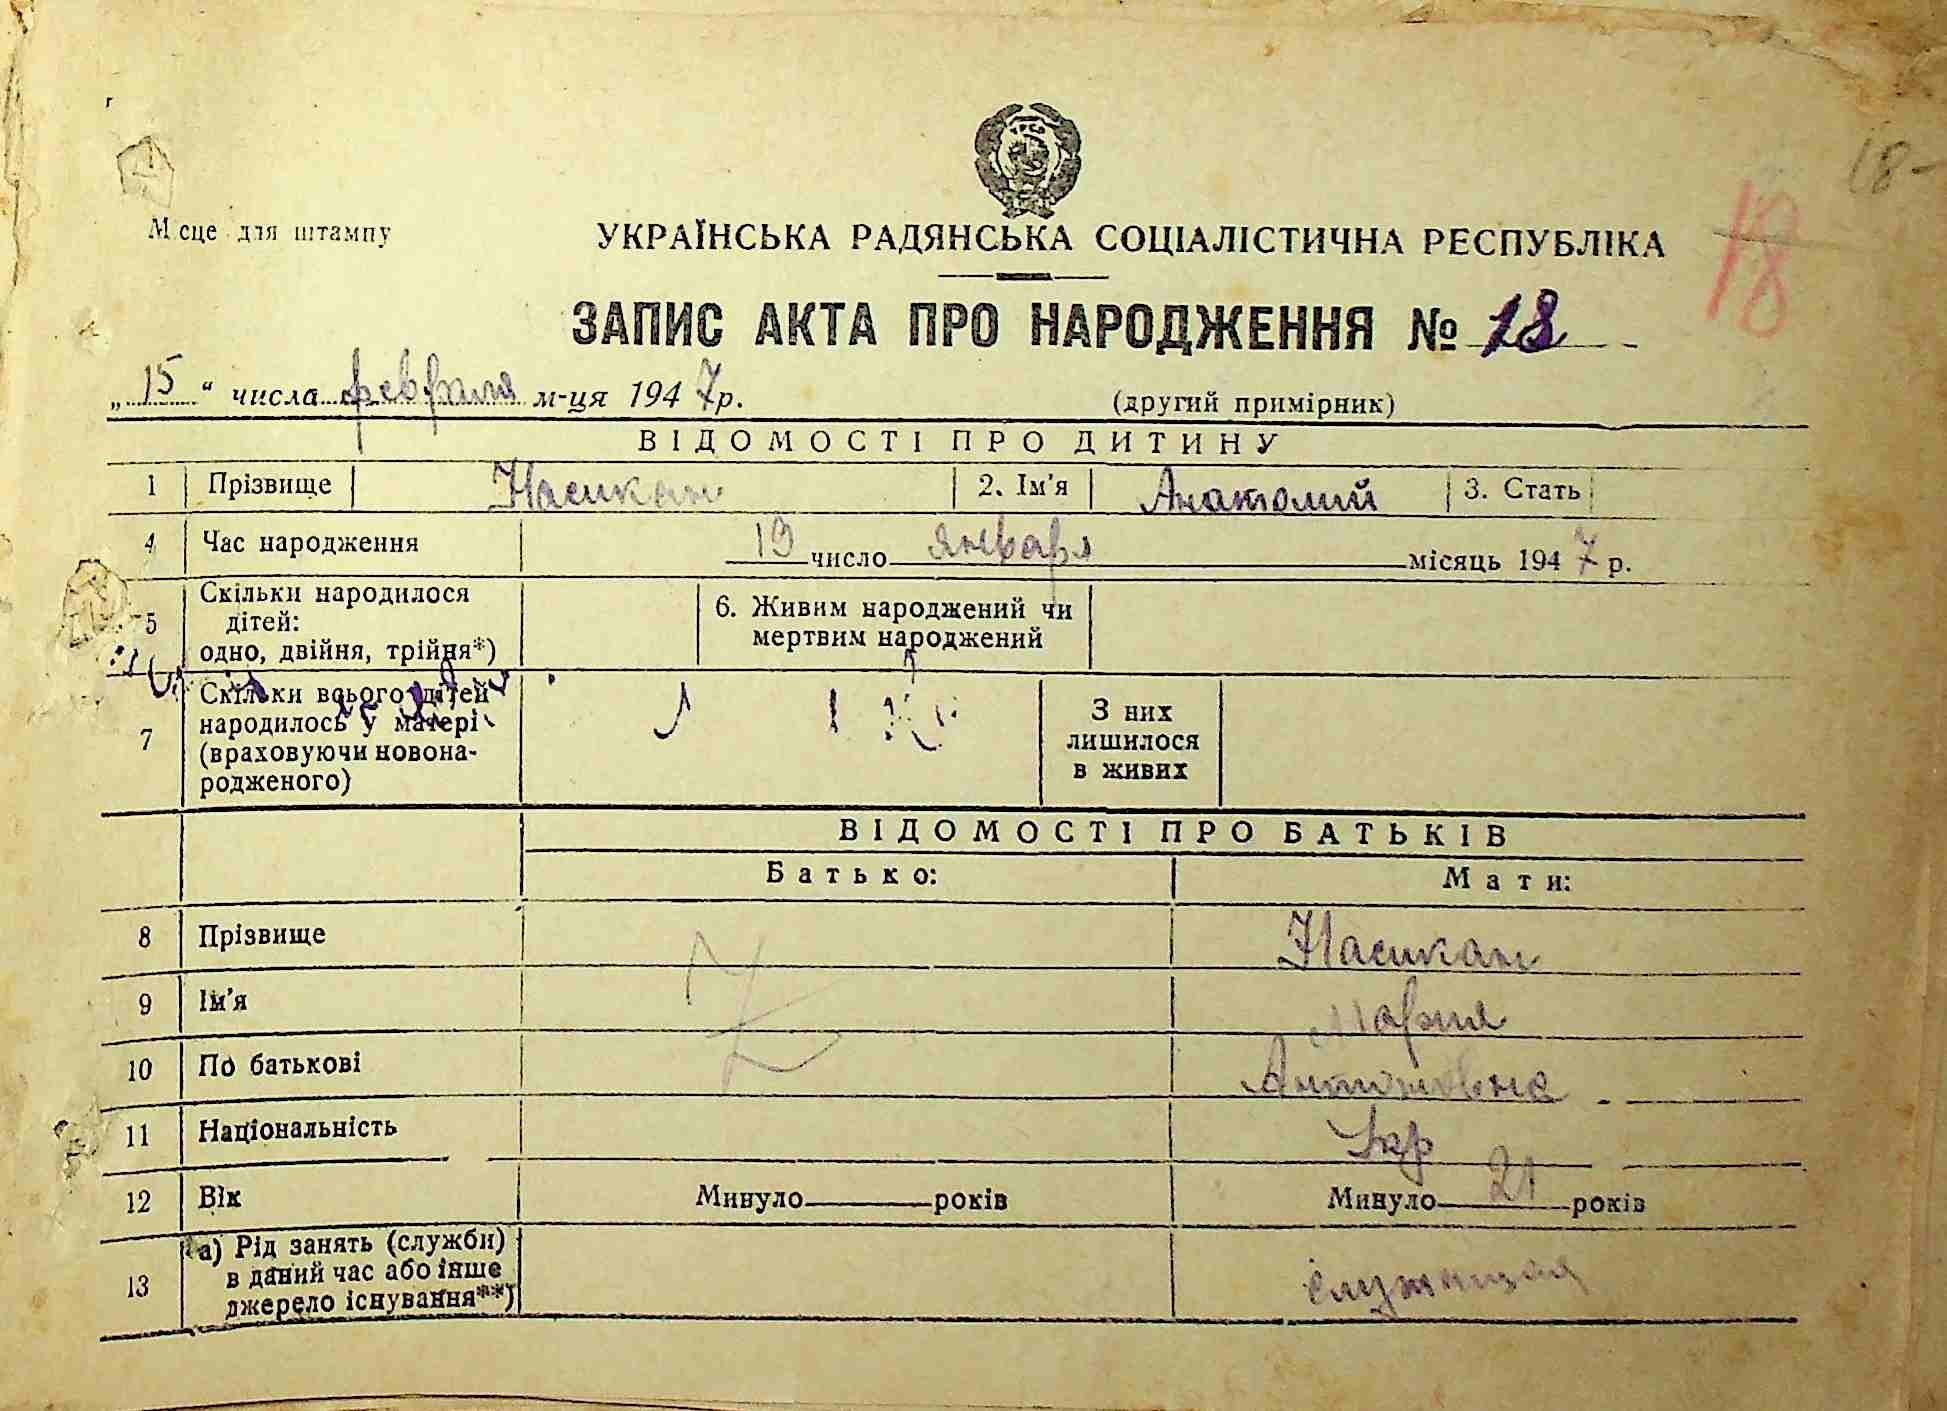 18-
УРСР
Місце для штампу
УКРАЇНСЬКА РАДЯНСЬКА СОЦІАЛІСТИЧНА РЕСПУБЛІКА
18
ЗАПИС АКТА ПРО НАРОДЖЕННЯ № 18
„15“ числа февраля м-ця 1947 р. (другий примірник)
ВІДОМОСТІ ПРО ДИТИНУ
1 Прізвище Насикан 2. Ім'я Анатолий 3. Стать
4 Час народження 19 число января місяць 1947 р.
5 Скільки народилося дітей: одно, двійня, трійня*) 6. Живим народжений чи мертвим народжений
7 Скільки всього дітей народилось у матері (враховуючи новонародженого) З них лишилося в живих
ВІДОМОСТІ ПРО БАТЬКІВ
Батько: Мати:
8 Прізвище Насикан
9 Ім'я Мария
10 По батькові Антоновна
11 Національність укр
12 Вік Минуло років Минуло 21 років
13 а) Рід занять (служби) в даний час або інше джерело існування**) служащая